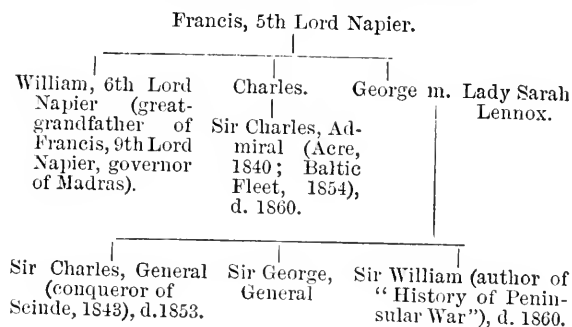 Francis, 5th Lord Napier.
William, 6th Lord
Napier (great-
grandfather of
Francis, 9th Lord
Napier, governor
of Madras).
Charles.
Sir Charles, Ad-
miral (Acre,
1840; Baltic
Fleet, 1854),
d. 1860.
George m. Lady Sarah
Lennox.
Sir Charles, General
(conqueror of
Scinde, 1843), d.1853.
Sir George,
General
Sir William (author of
"History of Penin-
sular War"), d. 1860.